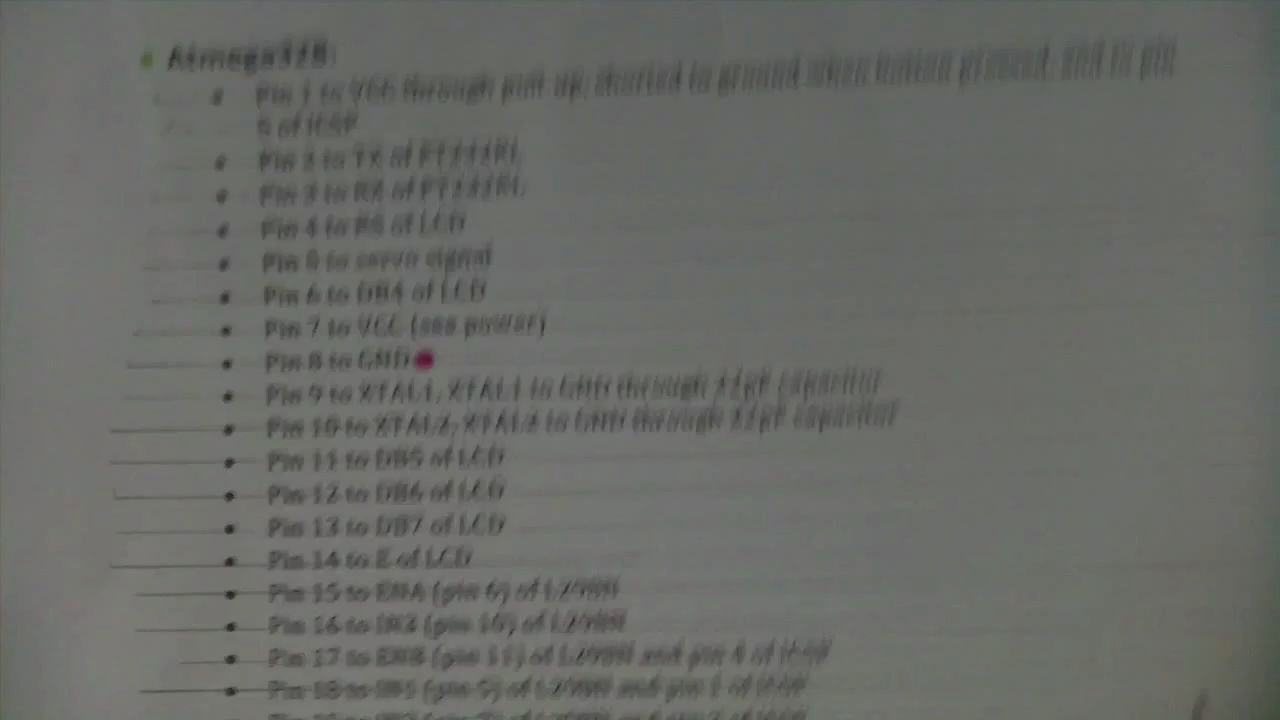 Atmega328:
Pin 1 to VCC through pull up, shorted to ground when button pressed, and to pin
5 of ICSP
Pin 2 to TX of FT232RL
Pin 3 to RX of FT232RL
Pin 4 to RS of LCD
Pin 5 to servo signal
Pin 6 to DB4 of LCD
Pin 7 to VCC (see power)
Pin 8 to GND
Pin 9 to XTAL1, XTAL1 to GND through 22pF capacitor
Pin 10 to XTAL2, XTAL2 to GND through 22pF capacitor
Pin 11 to DB5 of LCD
Pin 12 to DB6 of LCD
Pin 13 to DB7 of LCD
Pin 14 to E of LCD
Pin 15 to ENA (pin 6) of L298N
Pin 16 to (pin 10) of L298N
Pin 17 to ENB (pin 11) of L298N and pin 4 of ICSP
Pin 18 to (pin 5) of L298N and pin 1 of ICSP